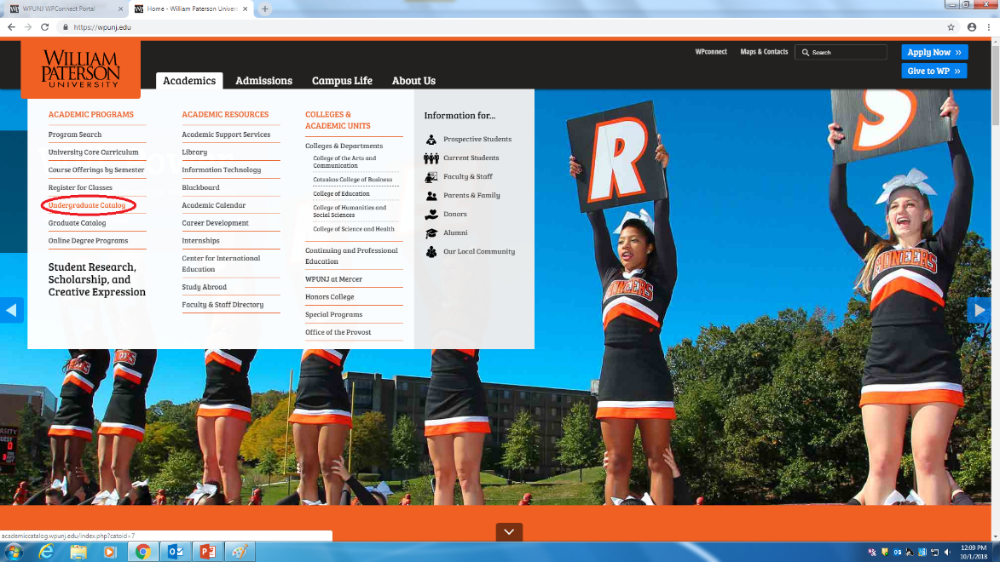 WPUNJ WPConnect Portal
Home - William Paterson Univers
https://wpunj.edu
WILLIAM
PATERSON
UNIVERSITY
WPconnect
Maps & Contacts
Search
Apply Now »
Give to WP »
Academics
Admissions
Campus Life
About Us
ACADEMIC PROGRAMS
Program Search
University Core Curriculum
Course Offerings by Semester
Register for Classes
Undergraduate Catalog
Graduate Catalog
Online Degree Programs
Student Research,
Scholarship, and
Creative Expression
ACADEMIC RESOURCES
Academic Support Services
Library
Information Technology
Blackboard
Academic Calendar
Career Development
Internships
Center for International
Education
Study Abroad
Faculty & Staff Directory
COLLEGES &
ACADEMIC UNITS
Colleges & Departments
College of the Arts and
Communication
Cotsakos College of Business
College of Education
College of Humanities and
Social Sciences
College of Science and Health
Continuing and Professional
Education
WPUNJ at Mercer
Honors College
Special Programs
Office of the Provost
Information for...
Prospective Students
Current Students
Faculty & Staff
Parents & Family
Donors
Alumni
Our Local Community
R
S
PIONEERS
PIONEERS
academiccatalog.wpunj.edu/index.php?catoid=7
12:09 PM
10/1/2018